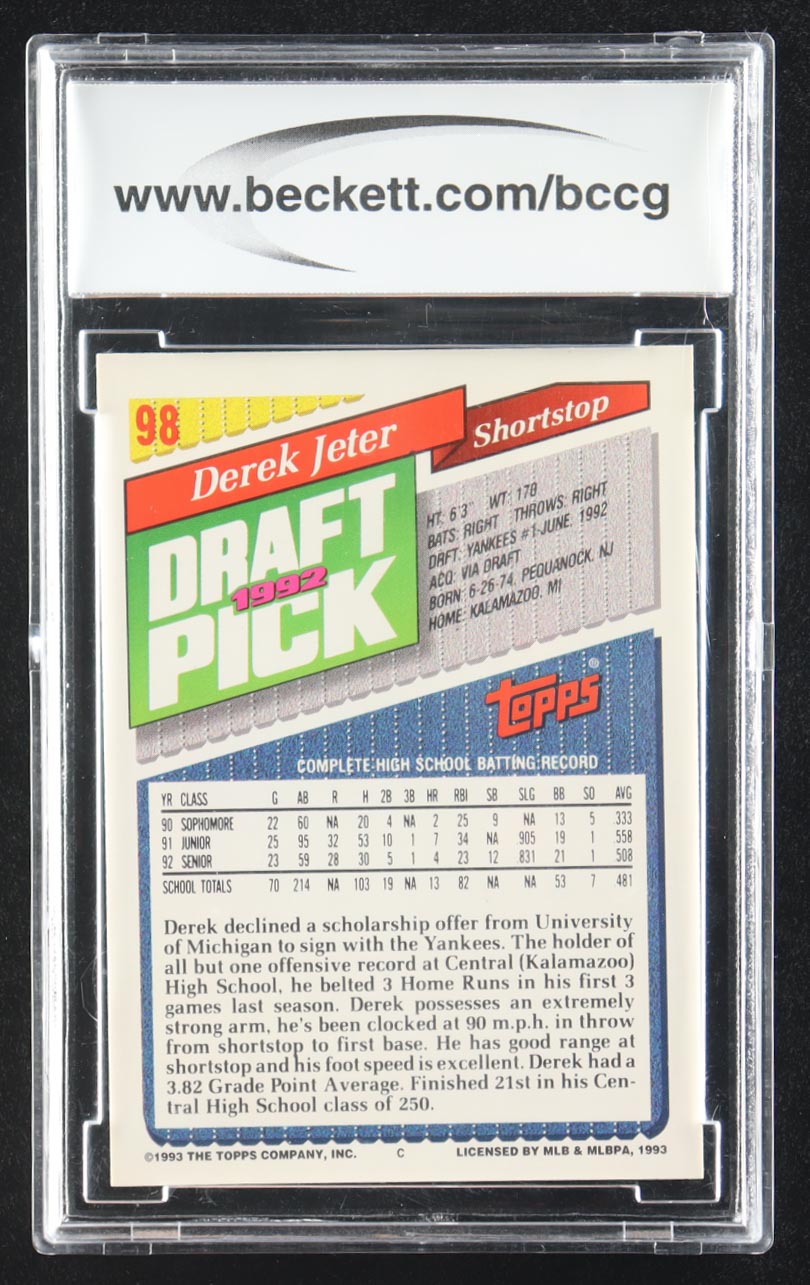 www.beckett.com/bccg
98
Derek Jeter
Shortstop
DRAFT
1992
PICK
HT: 6'3" WT: 178
BATS: RIGHT THROWS: RIGHT
DRFT: YANKEES #1-JUNE, 1992
ACQ: VIA DRAFT
BORN: 6-26-74, PEQUANOCK, NJ
HOME: KALAMAZOO, MI
TOPPS®
COMPLETE HIGH SCHOOL BATTING RECORD
YR CLASS G AB R H 2B 3B HR RBI SB SLG BB SO AVG
90 SOPHOMORE 22 60 NA 20 4 NA 2 25 9 NA 13 5 .333
91 JUNIOR 25 95 32 53 10 1 7 34 NA .905 19 1 .558
92 SENIOR 23 59 28 30 5 1 4 23 12 .831 21 1 .508
SCHOOL TOTALS 70 214 NA 103 19 NA 13 82 NA NA 53 7 .481
Derek declined a scholarship offer from University
of Michigan to sign with the Yankees. The holder of
all but one offensive record at Central (Kalamazoo)
High School, he belted 3 Home Runs in his first 3
games last season. Derek possesses an extremely
strong arm, he's been clocked at 90 m.p.h. in throw
from shortstop to first base. He has good range at
shortstop and his foot speed is excellent. Derek had a
3.82 Grade Point Average. Finished 21st in his Cen-
tral High School class of 250.
©1993 THE TOPPS COMPANY, INC. C LICENSED BY MLB & MLBPA, 1993